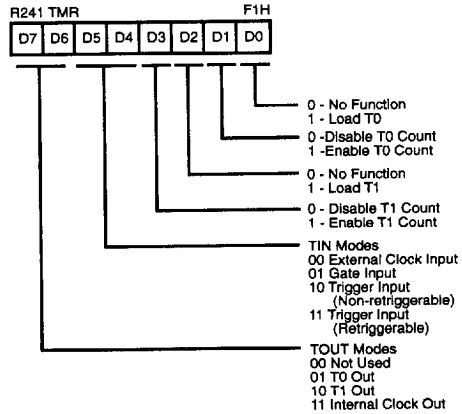 R241 TMR F1H
D7 D6 D5 D4 D3 D2 D1 D0
0 - No Function
1 - Load T0
0 -Disable T0 Count
1 -Enable T0 Count
0 - No Function
1 - Load T1
0 - Disable T1 Count
1 - Enable T1 Count
TIN Modes
00 External Clock Input
01 Gate Input
10 Trigger Input
(Non-retriggerable)
11 Trigger Input
(Retriggerable)
TOUT Modes
00 Not Used
01 T0 Out
10 T1 Out
11 Internal Clock Out